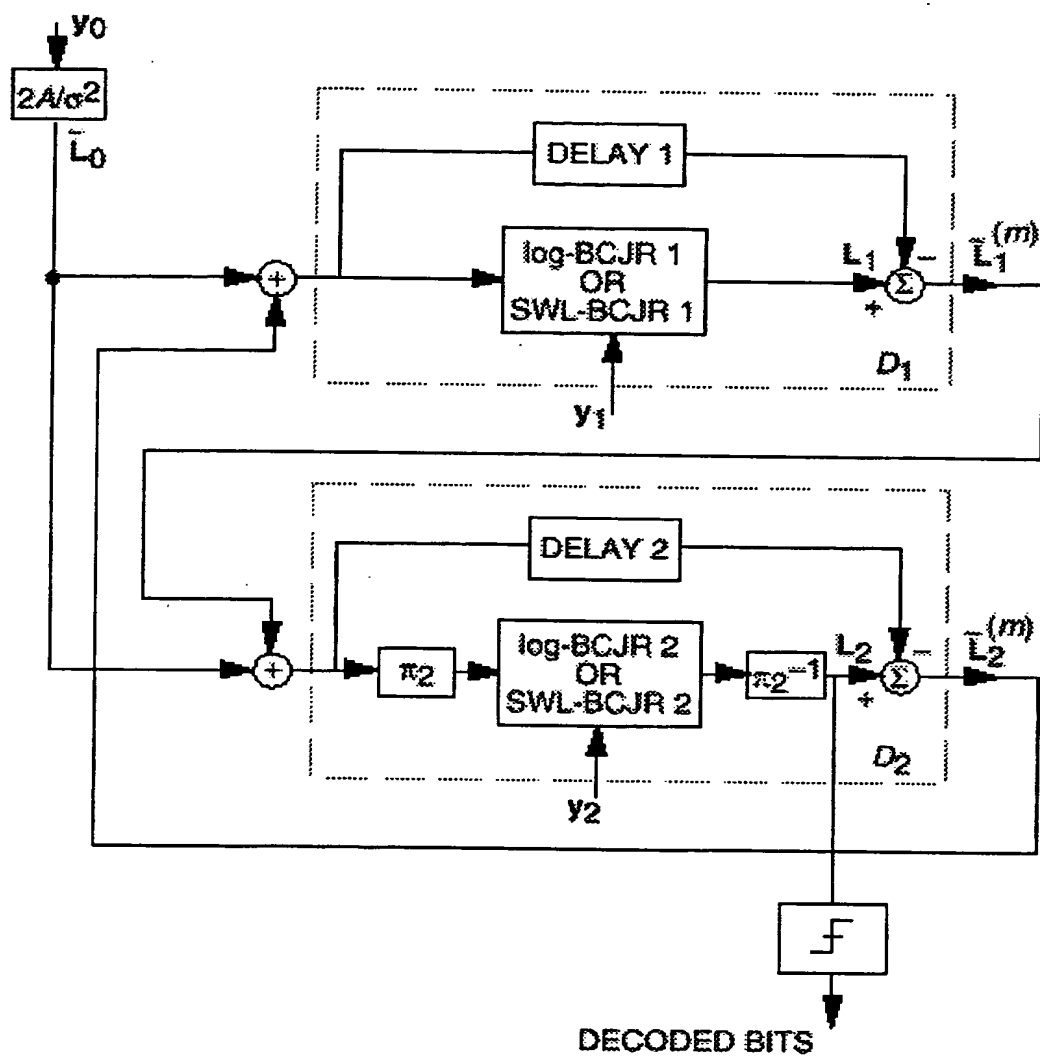 y0
2A/σ²
L̃0
DELAY 1
log-BCJR 1
OR
SWL-BCJR 1
L1
−
+
+
Σ
L̃1(m)
D1
y1
DELAY 2
π2
log-BCJR 2
OR
SWL-BCJR 2
π2−1
L2
−
+
+
Σ
L̃2(m)
D2
y2
DECODED BITS